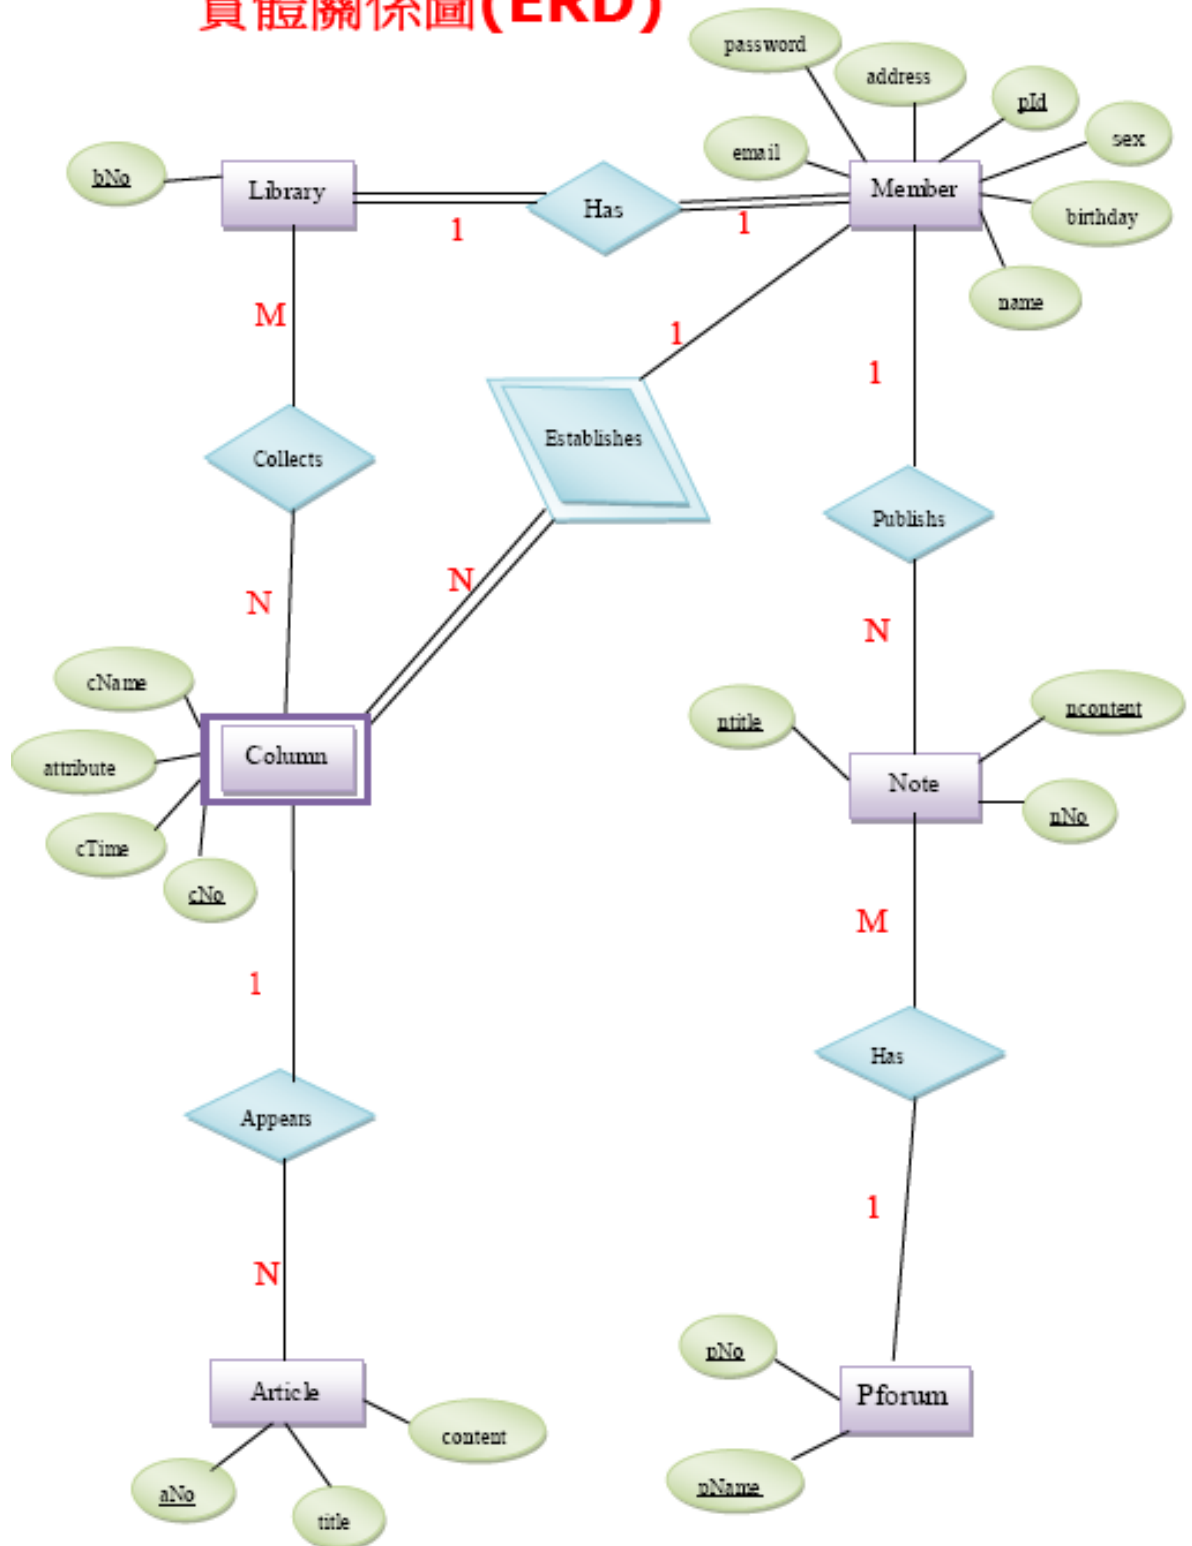 實體關係圖(ERD)
password
address
pId
sex
email
bNo
Library
Has
Member
birthday
1
1
name
M
1
1
Collects
Establishes
Publishs
N
N
N
cName
attribute
Column
cTime
cNo
ntitle
ncontent
Note
nNo
M
1
Has
Appears
1
N
pNo
Pforum
pName
Article
content
aNo
title